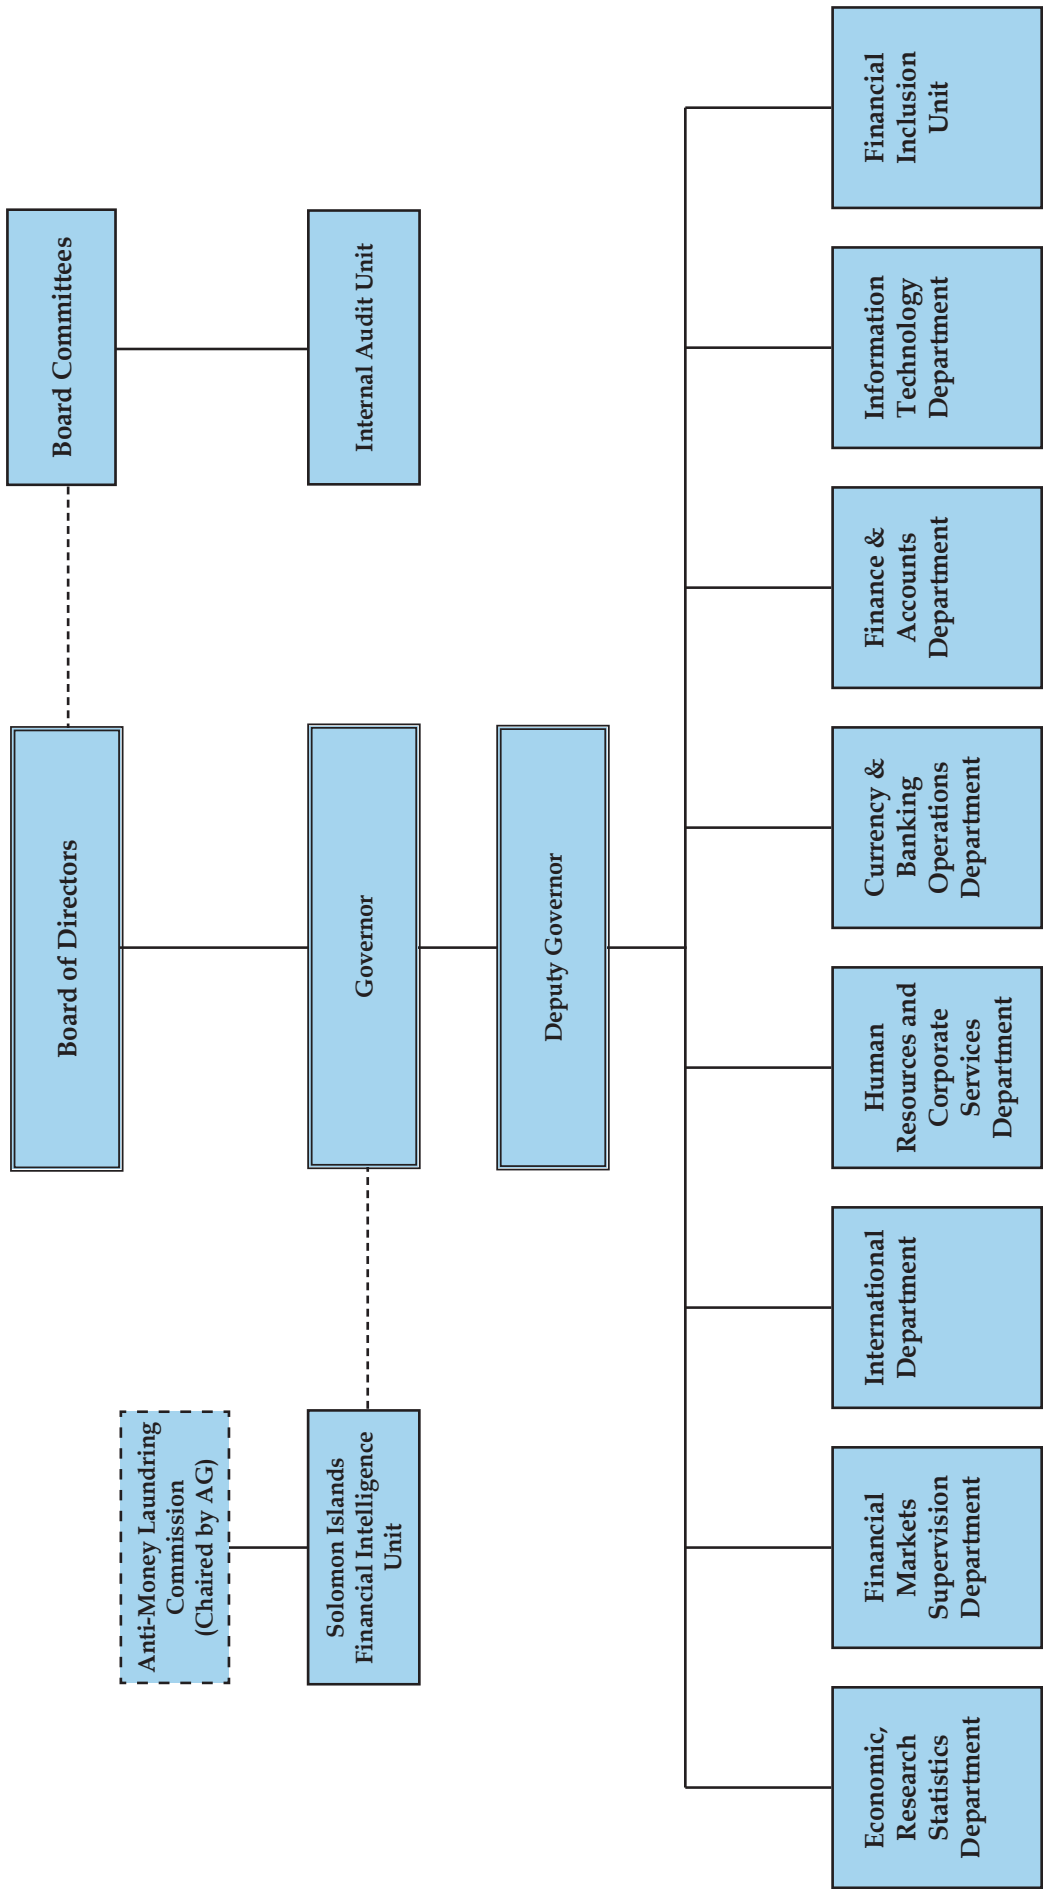 Board of Directors
Board Committees
Anti-Money Laundring
Commission
(Chaired by AG)
Solomon Islands
Financial Intelligence
Unit
Governor
Internal Audit Unit
Deputy Governor
Economic,
Research
Statistics
Department
Financial
Markets
Supervision
Department
International
Department
Human
Resources and
Corporate
Services
Department
Currency &
Banking
Operations
Department
Finance &
Accounts
Department
Information
Technology
Department
Financial
Inclusion
Unit